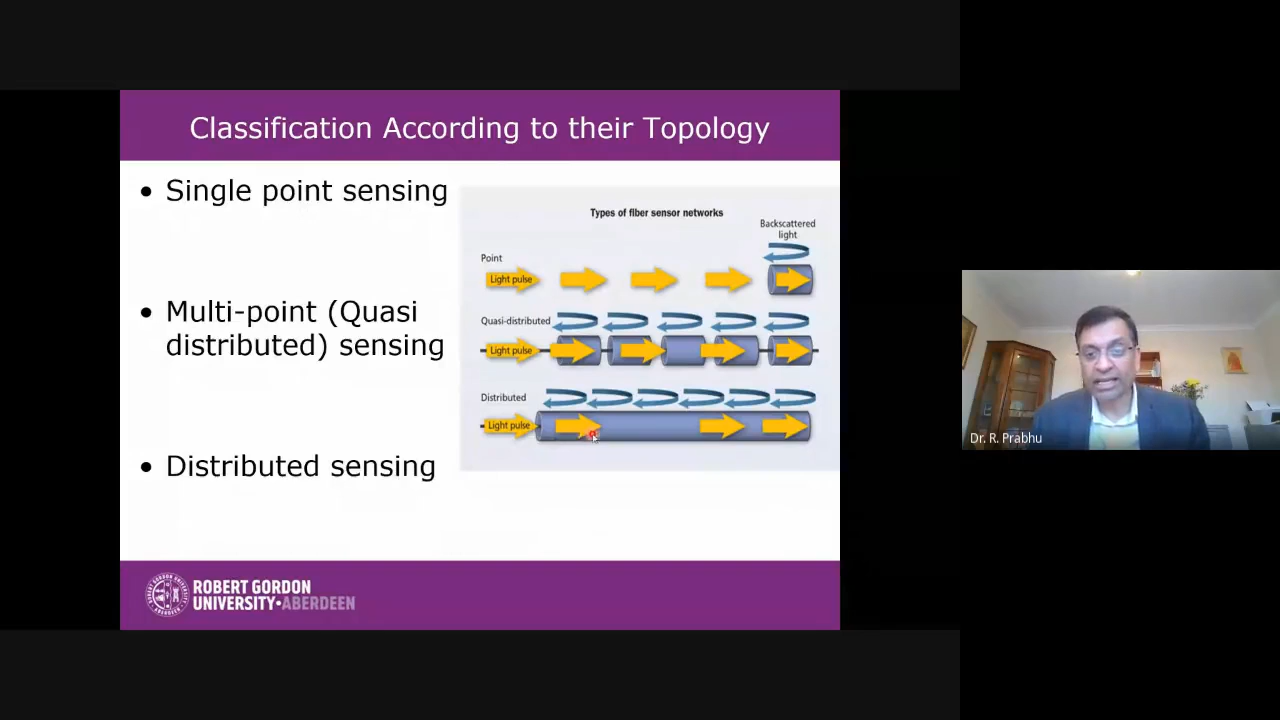 Classification According to their Topology
• Single point sensing
• Multi-point (Quasi
distributed) sensing
• Distributed sensing
Types of fiber sensor networks
Backscattered
light
Point
Light pulse
Quasi-distributed
Light pulse
Distributed
Light pulse
ROBERT GORDON
UNIVERSITY•ABERDEEN
Dr. R. Prabhu